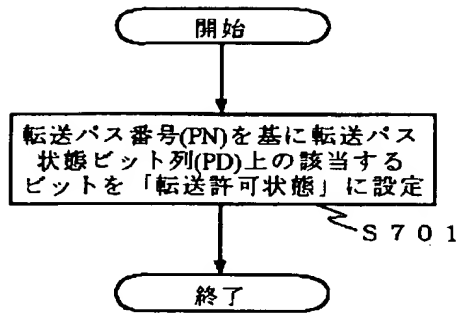 開始
転送パス番号(PN)を基に転送パス
状態ビット列(PD)上の該当する
ビットを「転送許可状態」に設定
S701
終了